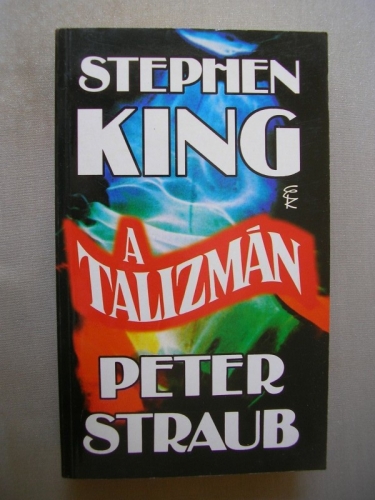 STEPHEN
KING
A
TALIZMÁN
PETER
STRAUB